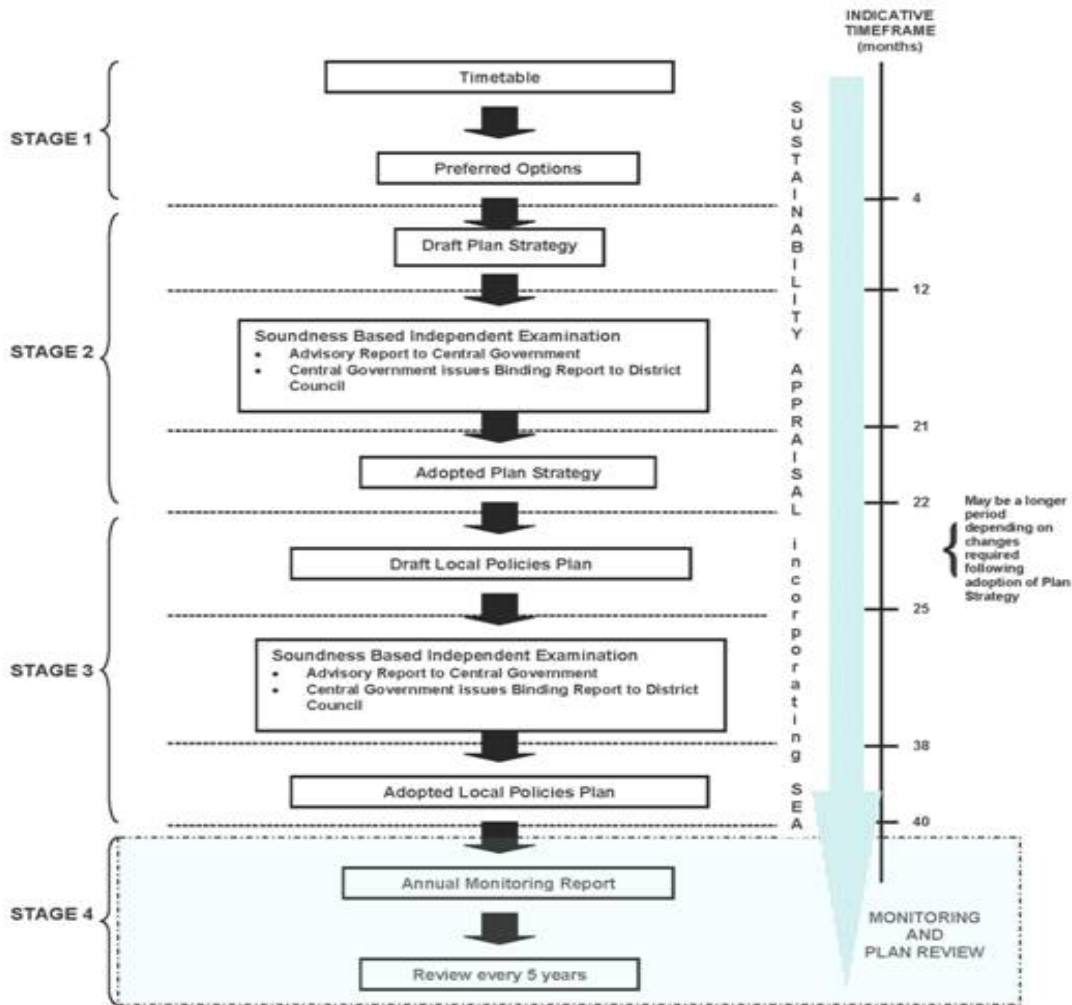 INDICATIVE
TIMEFRAME
(months)
STAGE 1
Timetable
Preferred Options
4
STAGE 2
Draft Plan Strategy
12
Soundness Based Independent Examination
• Advisory Report to Central Government
• Central Government issues Binding Report to District
Council
21
Adopted Plan Strategy
22
May be a longer
period
depending on
changes
required
following
adoption of Plan
Strategy
STAGE 3
Draft Local Policies Plan
25
Soundness Based Independent Examination
• Advisory Report to Central Government
• Central Government issues Binding Report to District
Council
38
Adopted Local Policies Plan
40
SUSTAINABILITY APPRAISAL incorporating SEA
STAGE 4
Annual Monitoring Report
Review every 5 years
MONITORING
AND
PLAN REVIEW